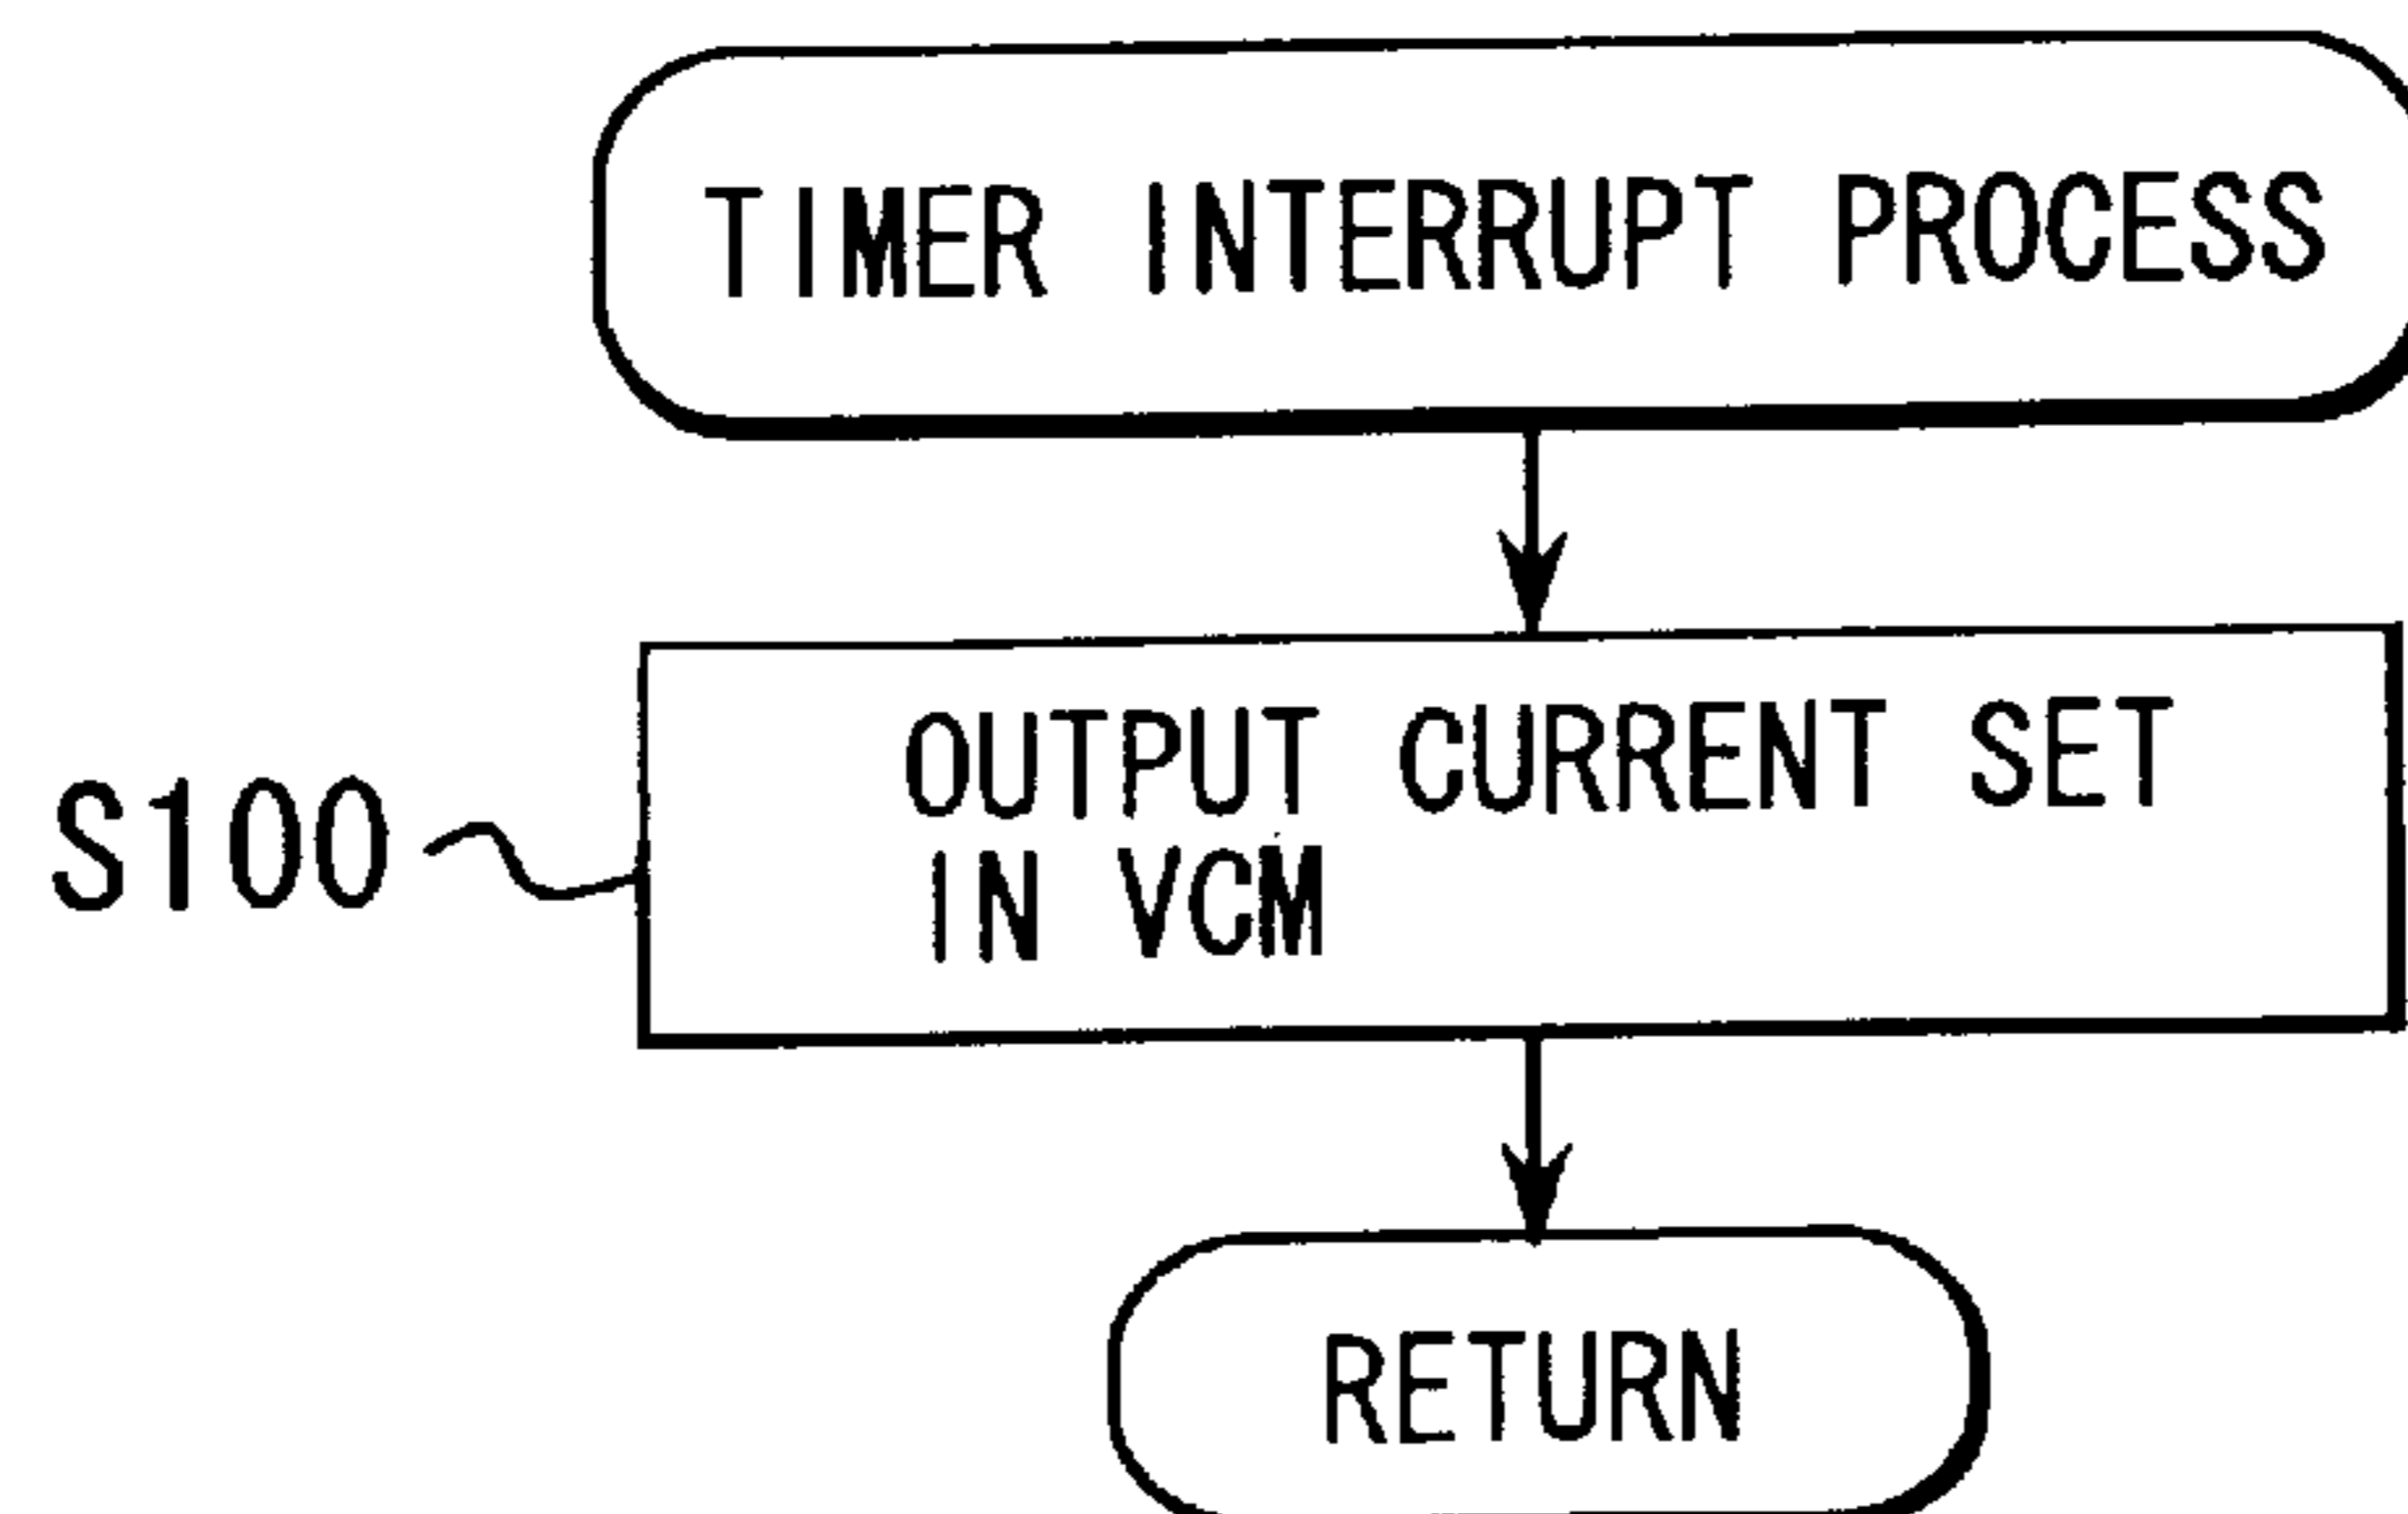 TIMER INTERRUPT PROCESS
OUTPUT CURRENT SET
IN VCM
S100
RETURN